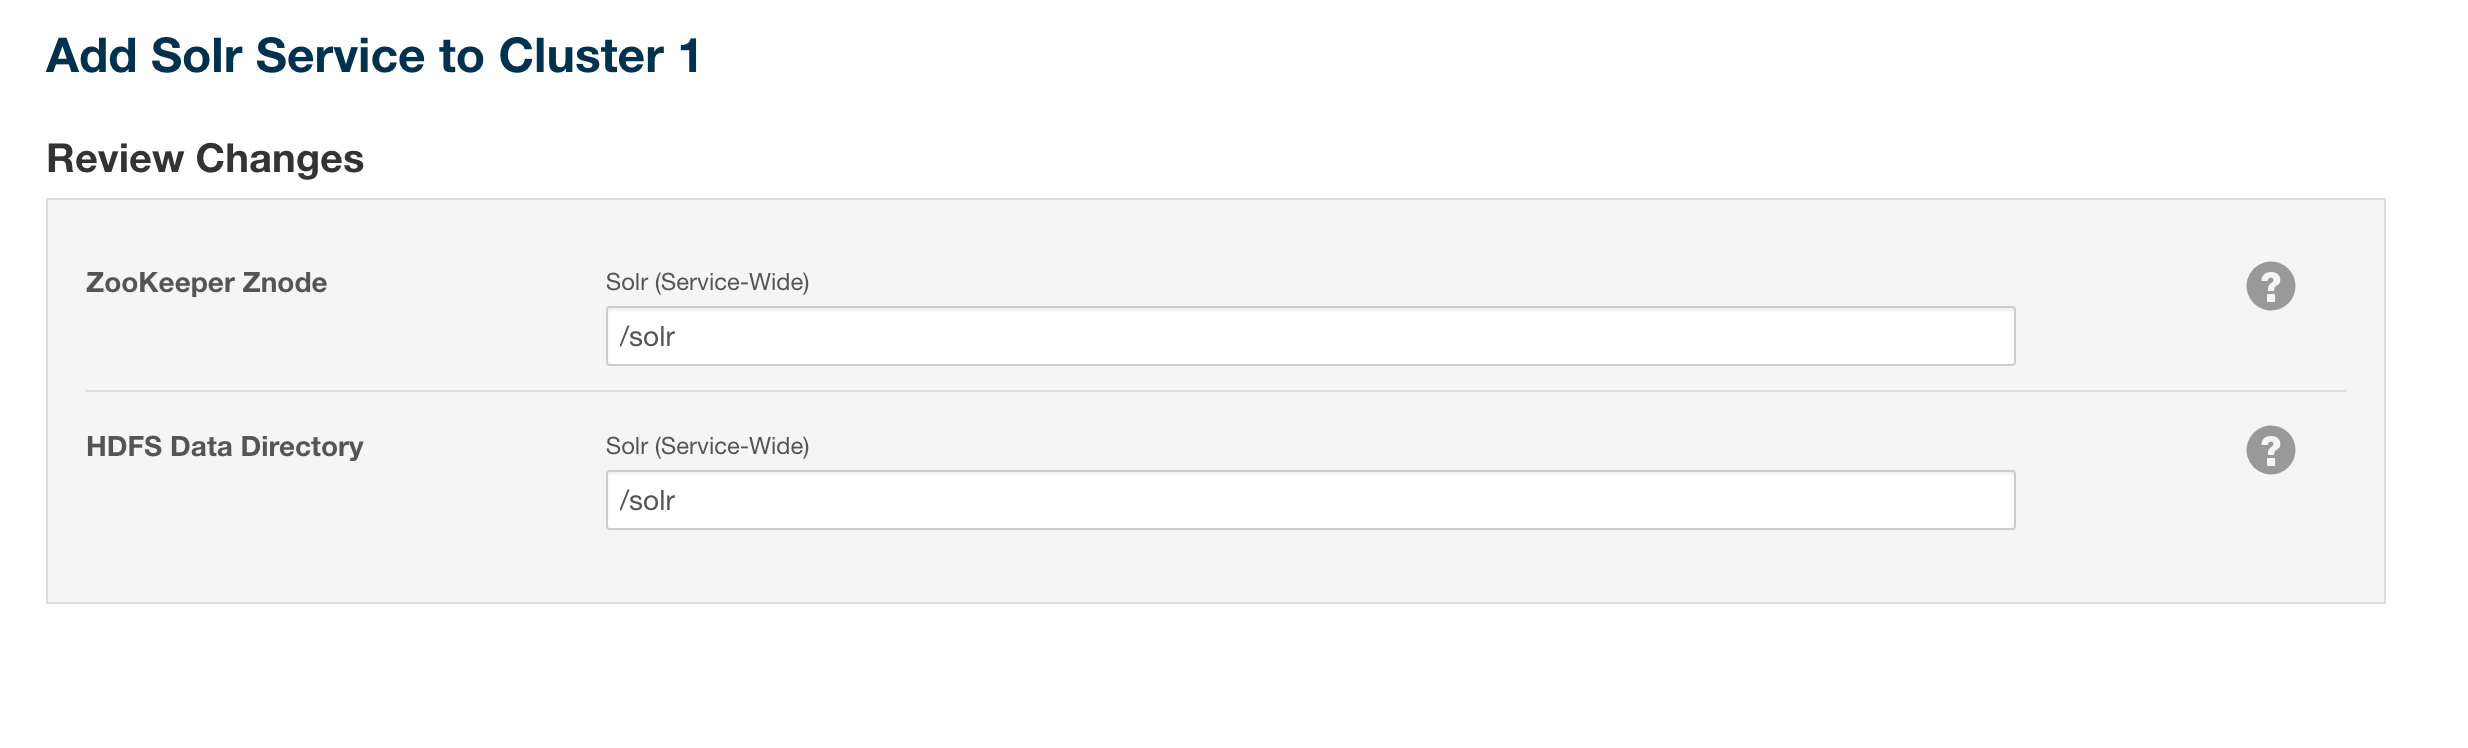 Add Solr Service to Cluster 1
Review Changes
ZooKeeper Znode
Solr (Service-Wide)
/solr
?
HDFS Data Directory
Solr (Service-Wide)
/solr
?